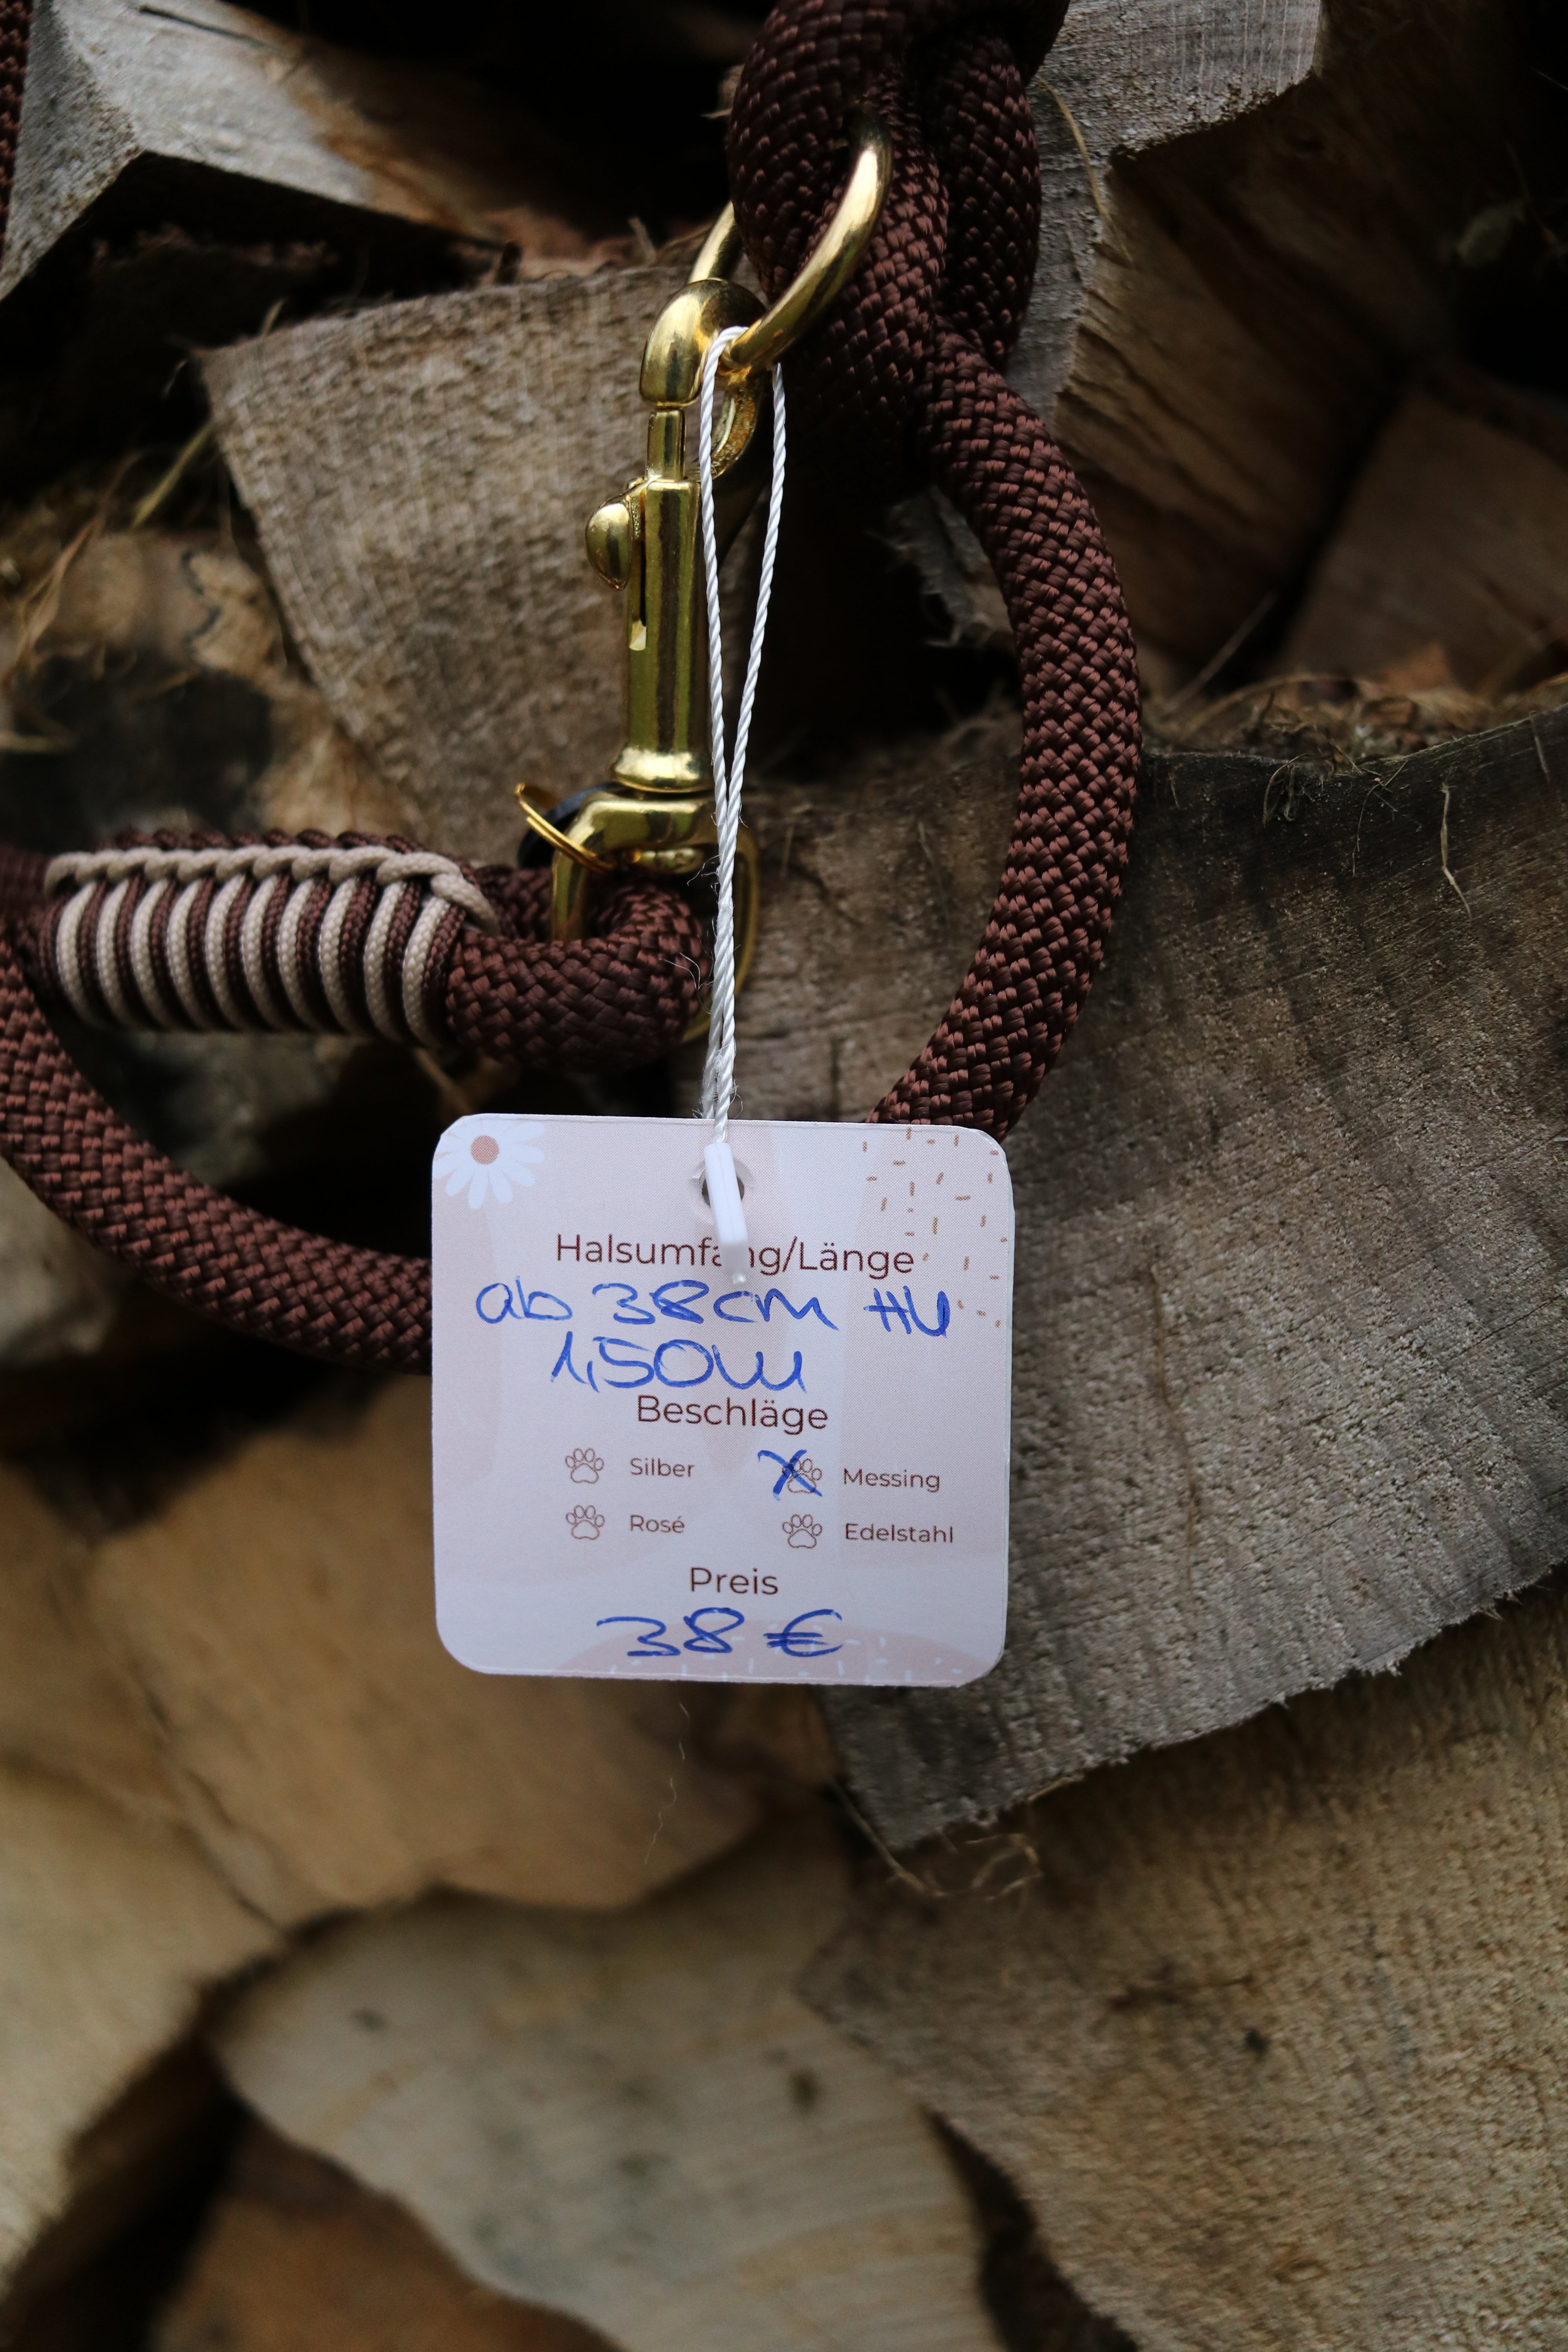 Halsumfang/Länge
ab 38cm HU
1,50m
Beschläge
Silber X Messing
Rosé Edelstahl
Preis
38 €